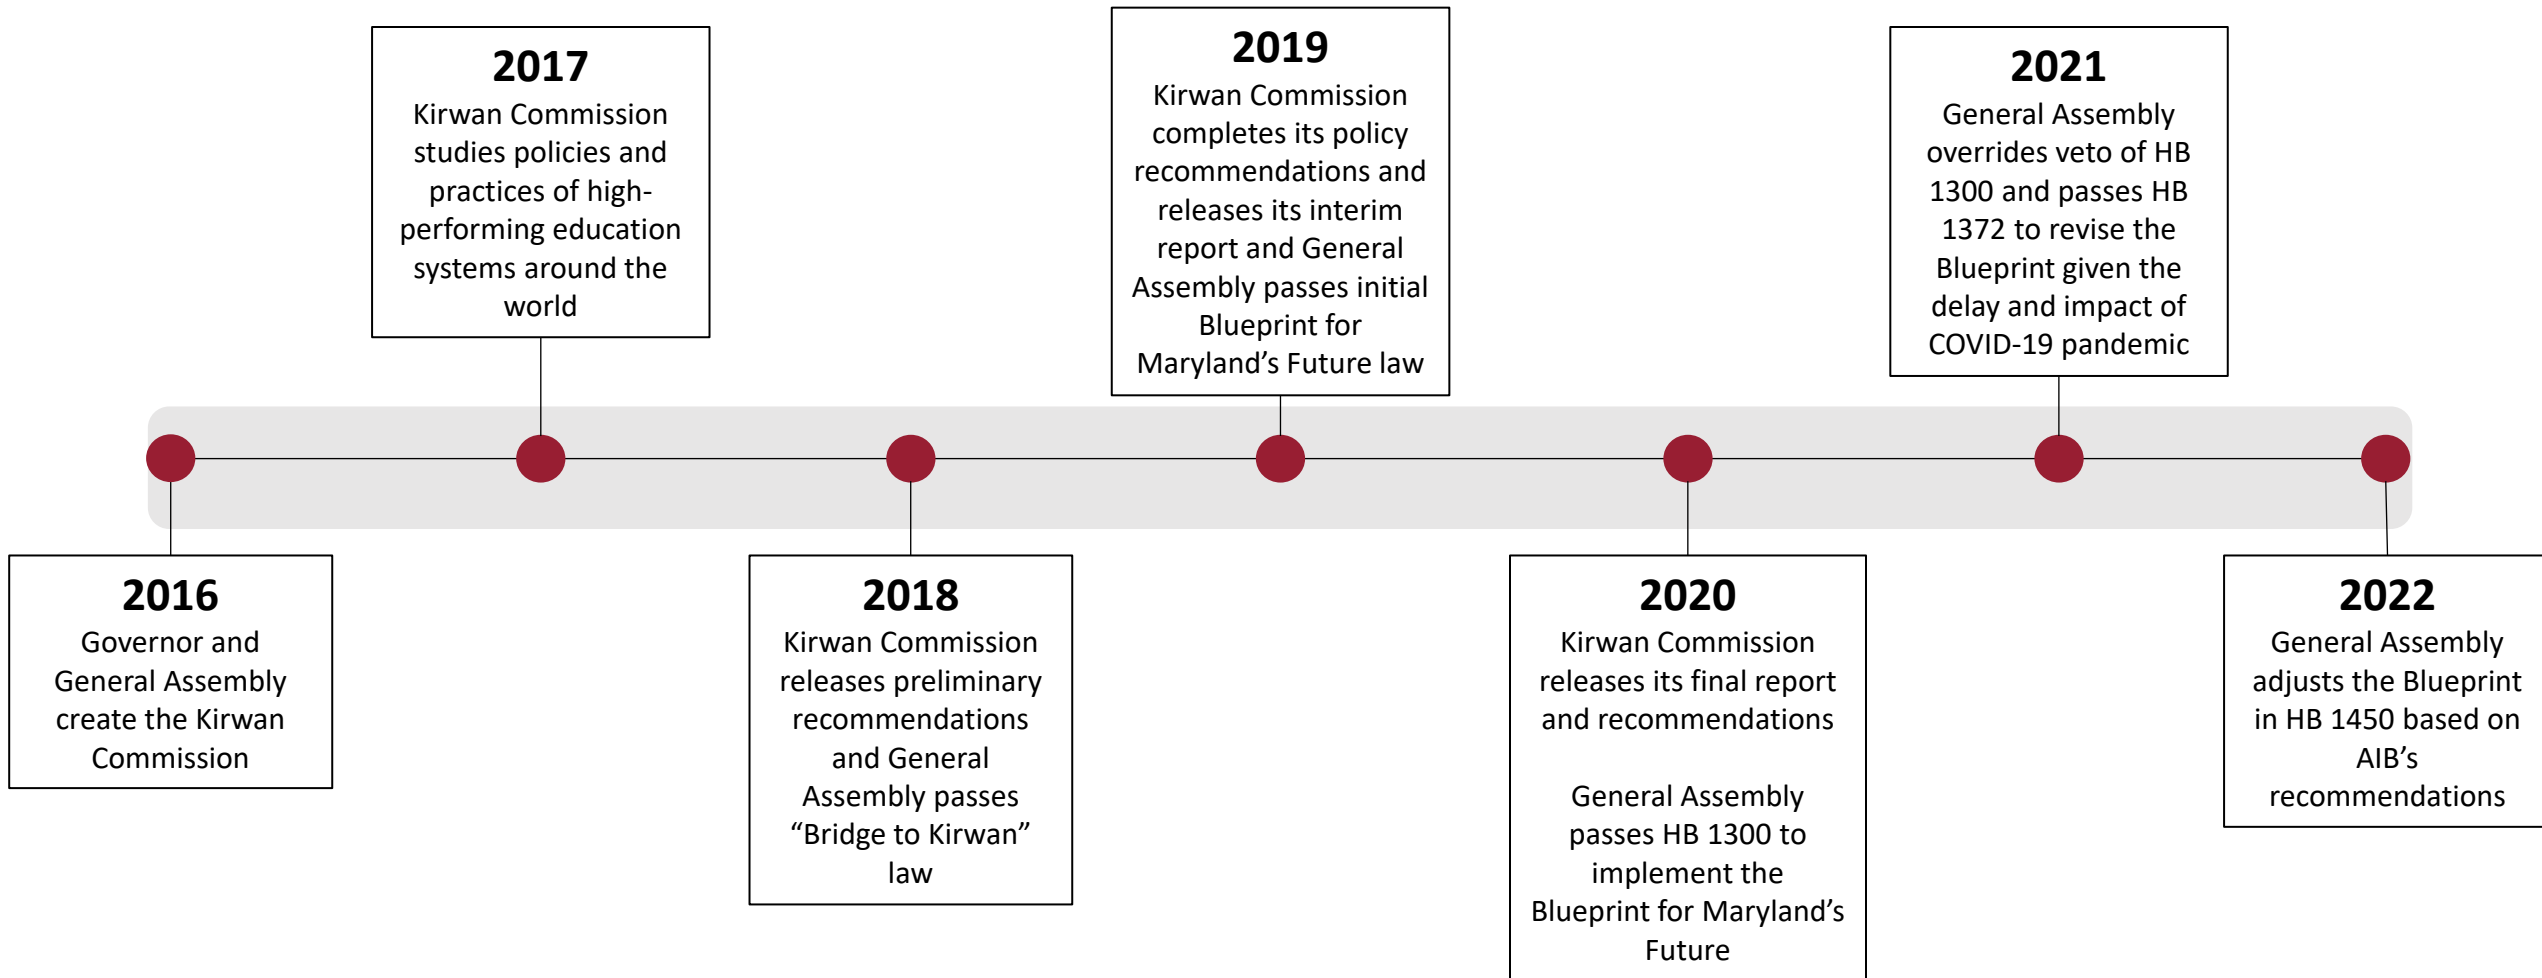 2016
Governor and
General Assembly
create the Kirwan
Commission
2017
Kirwan Commission
studies policies and
practices of high-
performing education
systems around the
world
2018
Kirwan Commission
releases preliminary
recommendations
and General
Assembly passes
“Bridge to Kirwan”
law
2019
Kirwan Commission
completes its policy
recommendations and
releases its interim
report and General
Assembly passes initial
Blueprint for
Maryland’s Future law
2020
Kirwan Commission
releases its final report
and recommendations
General Assembly
passes HB 1300 to
implement the
Blueprint for Maryland’s
Future
2021
General Assembly
overrides veto of HB
1300 and passes HB
1372 to revise the
Blueprint given the
delay and impact of
COVID-19 pandemic
2022
General Assembly
adjusts the Blueprint
in HB 1450 based on
AIB’s
recommendations